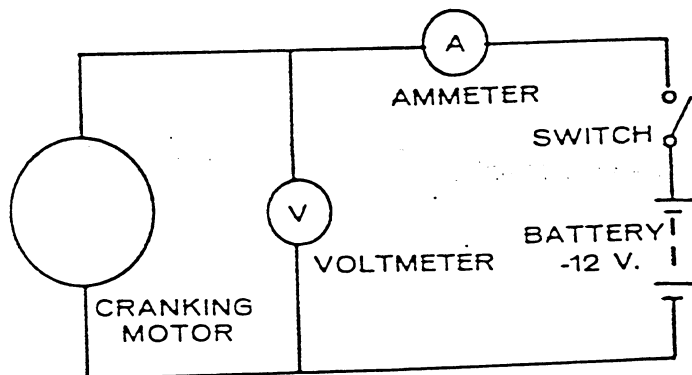 A
AMMETER
SWITCH
V
VOLTMETER
BATTERY
-12 V.
CRANKING
MOTOR